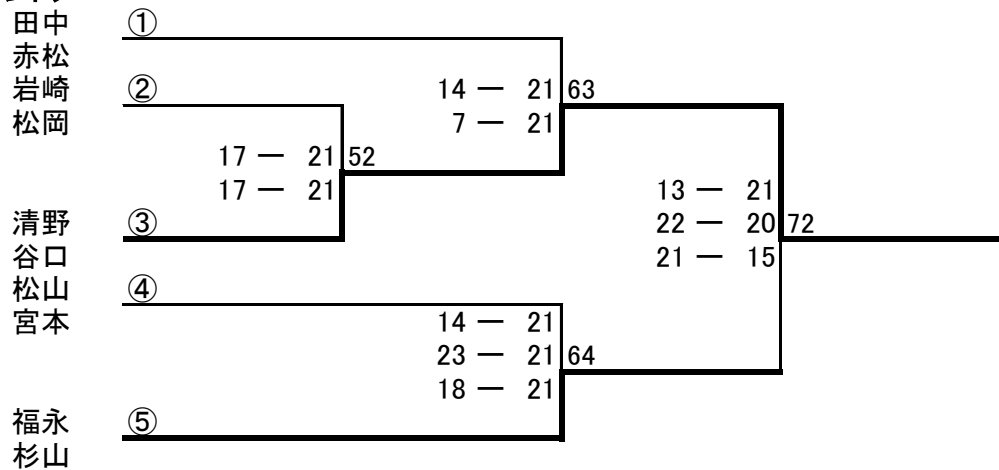 田中 ①
赤松
岩崎 ② 14 ― 21 63
松岡 7 ― 21
17 ― 21 52
17 ― 21 13 ― 21
清野 ③ 22 ― 20 72
谷口 21 ― 15
松山 ④
宮本 14 ― 21
23 ― 21 64
18 ― 21
福永 ⑤
杉山